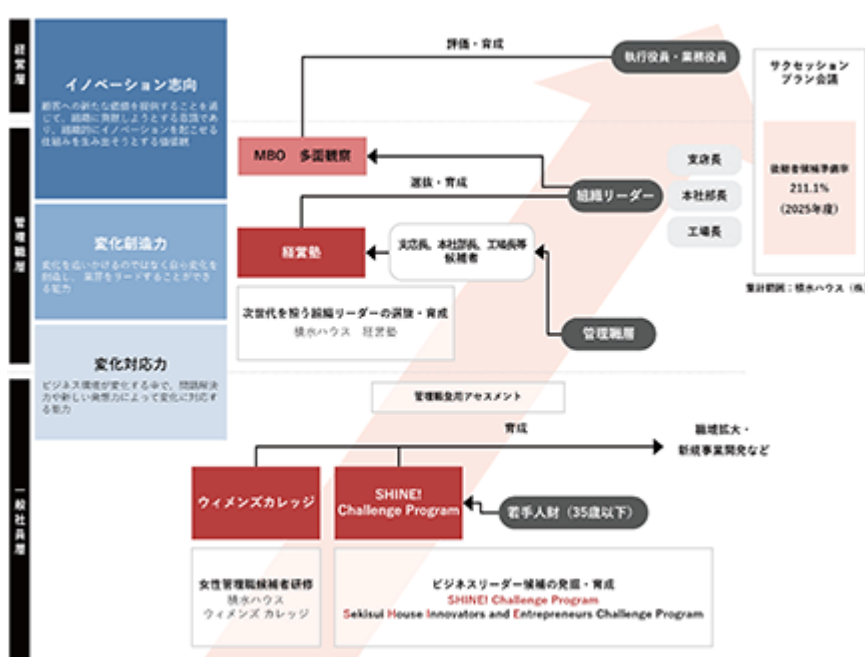 経営層
管理職層
一般社員層
イノベーション志向
顧客への新たな価値を提供することを通
じて、組織に貢献しようとする意識であ
り、組織的にイノベーションを起こせる
仕組みを生み出そうとする価値観
変化創造力
変化を追いかけるのではなく自ら変化を
創造し、業界をリードすることができ
る能力
変化対応力
ビジネス環境が変化する中で、問題解決
力や新しい発想力によって変化に対応す
る能力
評価・育成
執行役員・業務役員
MBO 多面観察
選抜・育成
組織リーダー
支店長
本社部長
工場長
経営塾
支店長、本社部長、工場長等
候補者
次世代を担う組織リーダーの選抜・育成
積水ハウス 経営塾
管理職層
サクセッション
プラン会議
後継者候補準備率
211.1%
(2025年度)
集計範囲:積水ハウス(株)
管理職登用アセスメント
育成
職域拡大・
新規事業開発など
ウィメンズカレッジ
SHINE!
Challenge Program
若手人財(35歳以下)
女性管理職候補者研修
積水ハウス
ウィメンズ カレッジ
ビジネスリーダー候補の発掘・育成
SHINE! Challenge Program
Sekisui House Innovators and Entrepreneurs Challenge Program